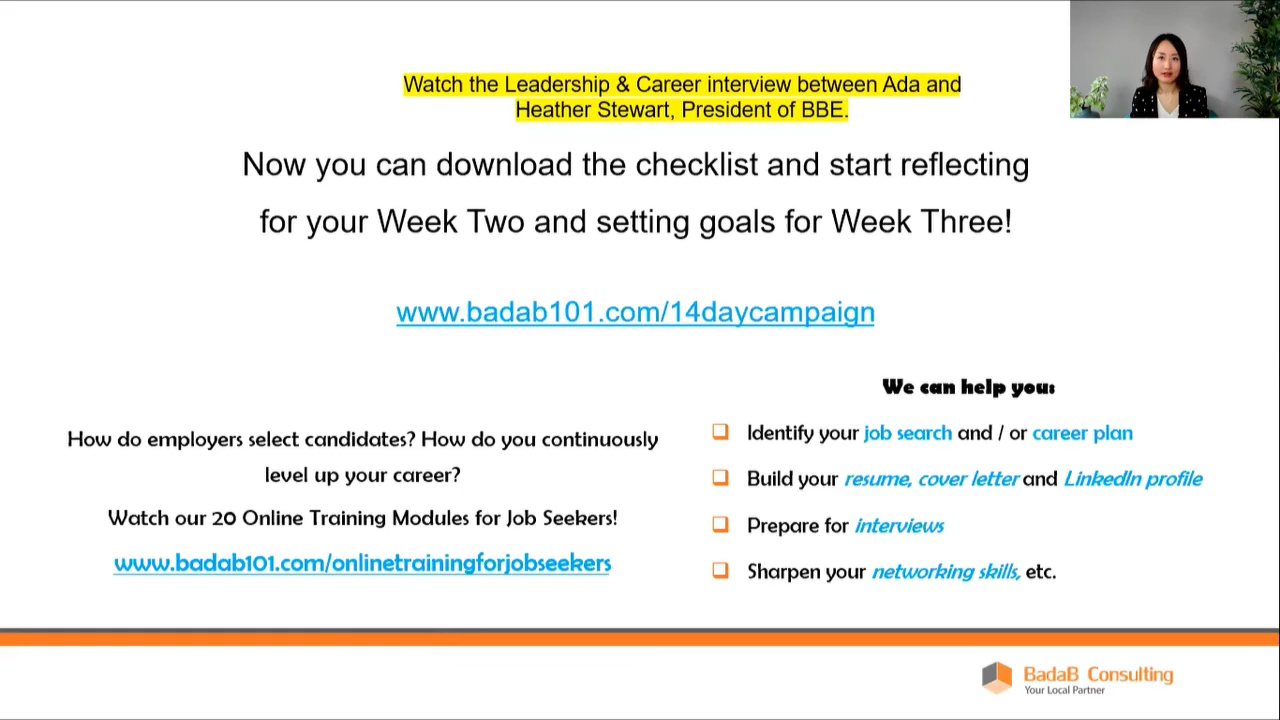 Watch the Leadership & Career interview between Ada and
Heather Stewart, President of BBE.
Now you can download the checklist and start reflecting
for your Week Two and setting goals for Week Three!
www.badab101.com/14daycampaign
How do employers select candidates? How do you continuously
level up your career?
Watch our 20 Online Training Modules for Job Seekers!
www.badab101.com/onlinetrainingforjobseekers
We can help you:
Identify your job search and / or career plan
Build your resume, cover letter and LinkedIn profile
Prepare for interviews
Sharpen your networking skills, etc.
BadaB Consulting
Your Local Partner